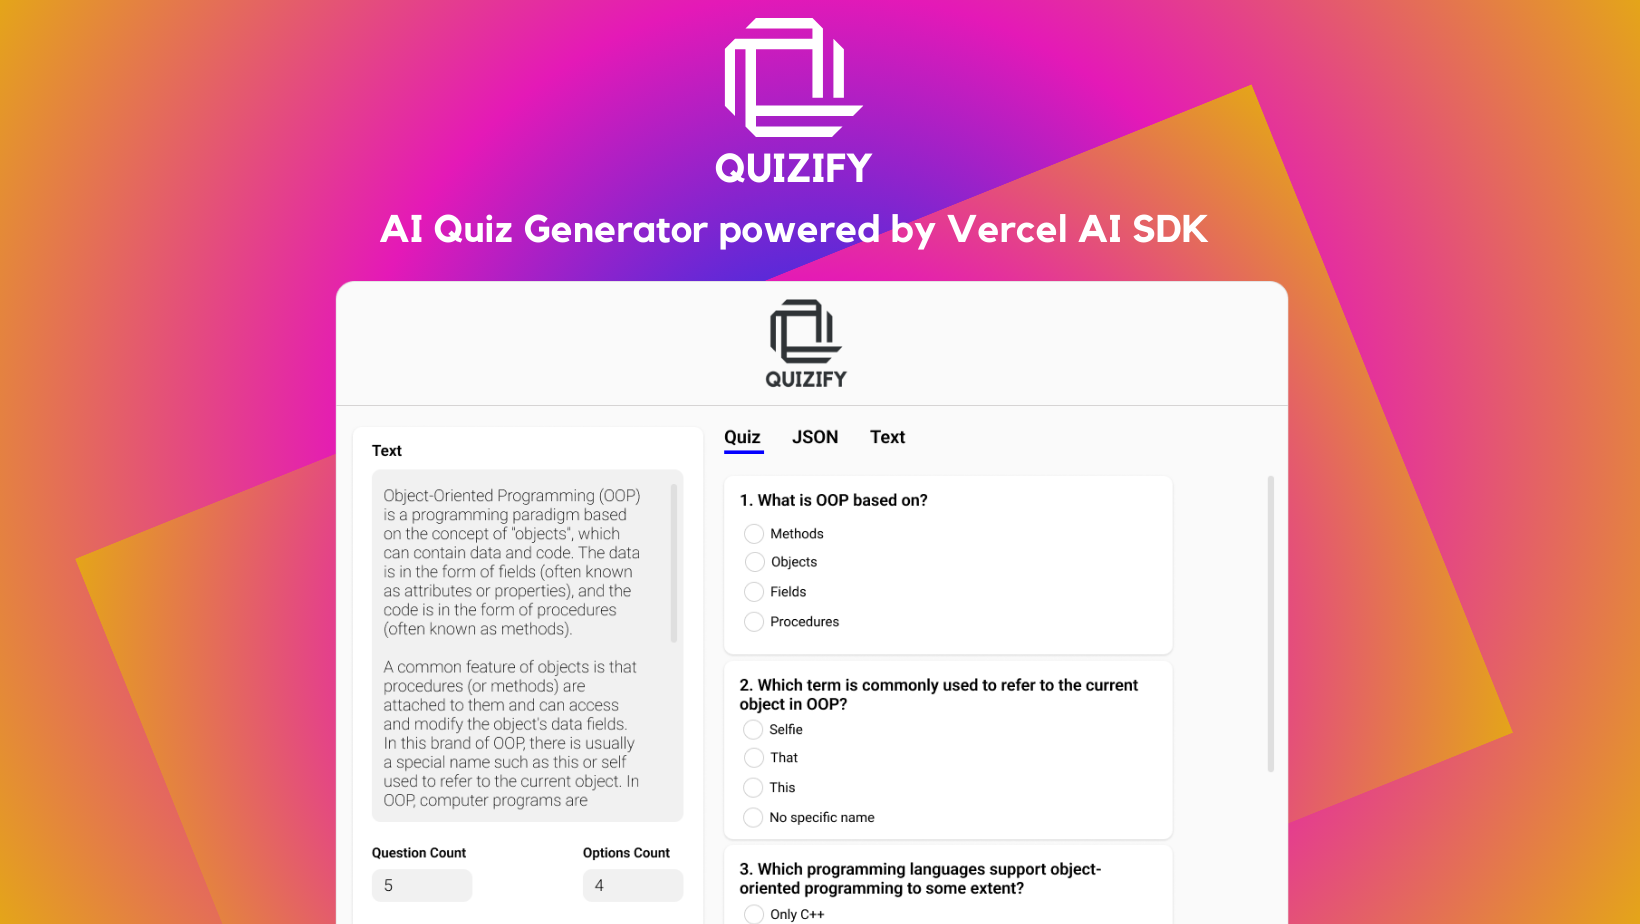 QUIZIFY
AI Quiz Generator powered by Vercel AI SDK
QUIZIFY
Text
Object-Oriented Programming (OOP)
is a programming paradigm based
on the concept of "objects", which
can contain data and code. The data
is in the form of fields (often known
as attributes or properties), and the
code is in the form of procedures
(often known as methods).
A common feature of objects is that
procedures (or methods) are
attached to them and can access
and modify the object's data fields.
In this brand of OOP, there is usually
a special name such as this or self
used to refer to the current object. In
OOP, computer programs are
Question Count
Options Count
5
4
Quiz
JSON
Text
1. What is OOP based on?
Methods
Objects
Fields
Procedures
2. Which term is commonly used to refer to the current
object in OOP?
Selfie
That
This
No specific name
3. Which programming languages support object-
oriented programming to some extent?
Only C++